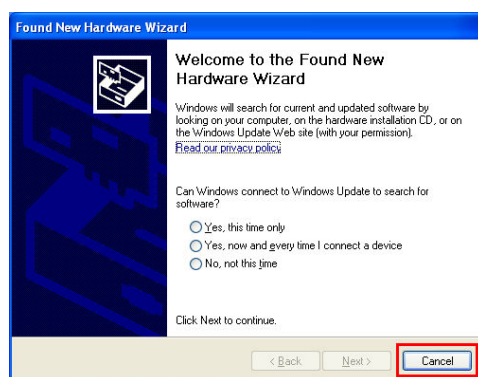 Found New Hardware Wizard
Welcome to the Found New
Hardware Wizard
Windows will search for current and updated software by
looking on your computer, on the hardware installation CD, or on
the Windows Update Web site (with your permission).
Read our privacy policy
Can Windows connect to Windows Update to search for
software?
Yes, this time only
Yes, now and every time I connect a device
No, not this time
Click Next to continue.
< Back
Next >
Cancel